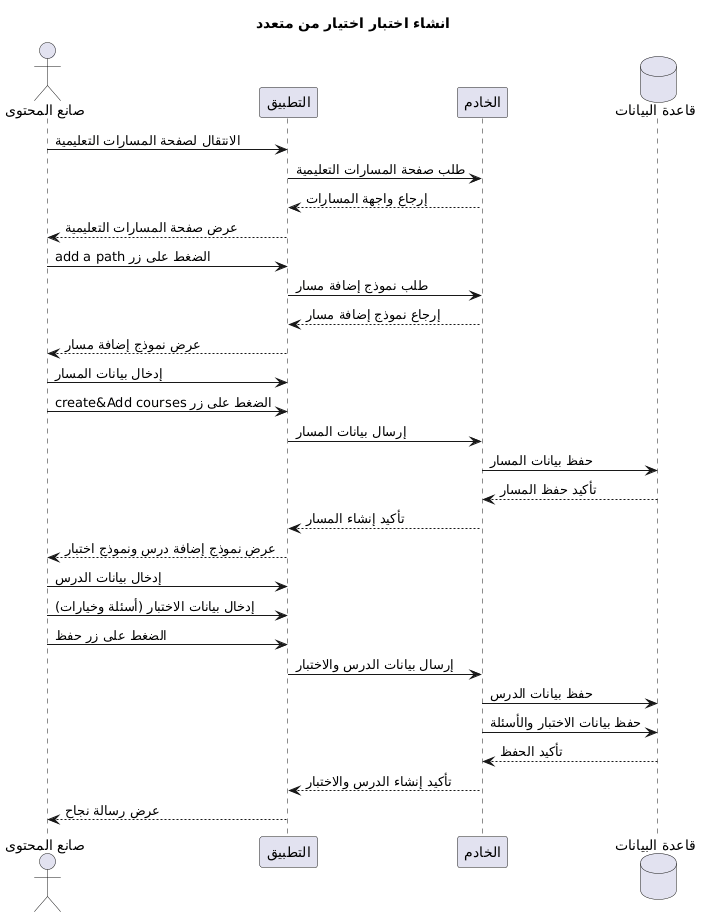 انشاء اختبار اختيار من متعدد
صانع المحتوى
التطبيق
الخادم
قاعدة البيانات
الانتقال لصفحة المسارات التعليمية
طلب صفحة المسارات التعليمية
إرجاع واجهة المسارات
عرض صفحة المسارات التعليمية
الضغط على زر add a path
طلب نموذج إضافة مسار
إرجاع نموذج إضافة مسار
عرض نموذج إضافة مسار
إدخال بيانات المسار
الضغط على زر create&Add courses
إرسال بيانات المسار
حفظ بيانات المسار
تأكيد حفظ المسار
تأكيد إنشاء المسار
عرض نموذج إضافة درس ونموذج اختبار
إدخال بيانات الدرس
إدخال بيانات الاختبار (أسئلة وخيارات)
الضغط على زر حفظ
إرسال بيانات الدرس والاختبار
حفظ بيانات الدرس
حفظ بيانات الاختبار والأسئلة
تأكيد الحفظ
تأكيد إنشاء الدرس والاختبار
عرض رسالة نجاح
صانع المحتوى
التطبيق
الخادم
قاعدة البيانات